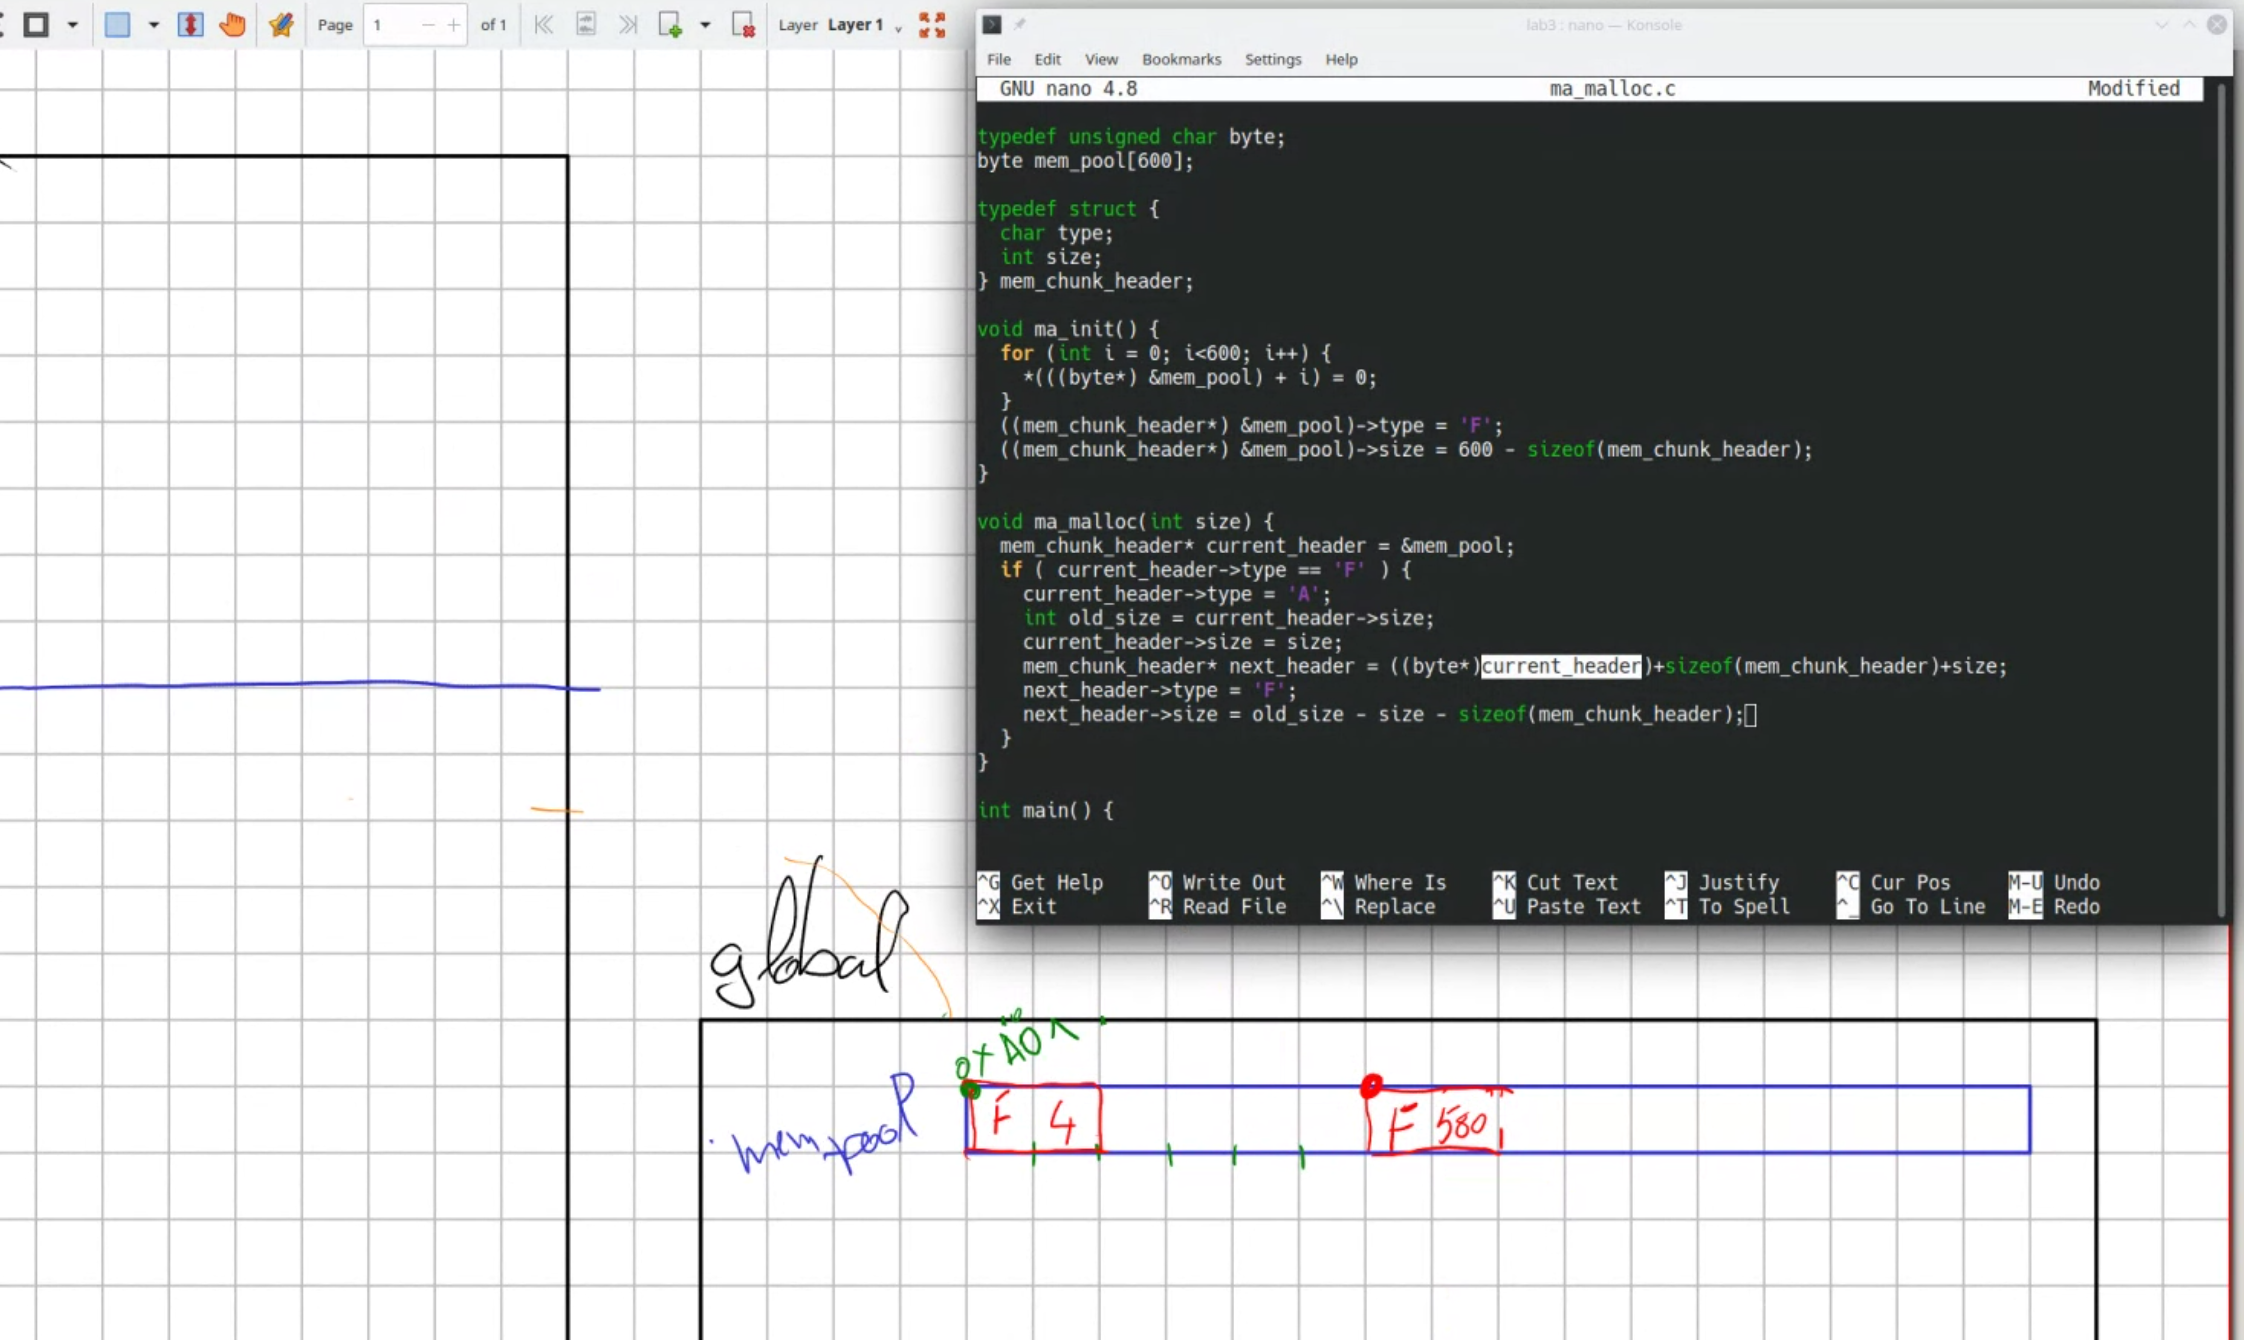 Page 1 of 1 Layer Layer 1
lab3 : nano — Konsole
File Edit View Bookmarks Settings Help
GNU nano 4.8 ma_malloc.c Modified
typedef unsigned char byte;
byte mem_pool[600];
typedef struct {
char type;
int size;
} mem_chunk_header;
void ma_init() {
for (int i = 0; i<600; i++) {
*(((byte*) &mem_pool) + i) = 0;
}
((mem_chunk_header*) &mem_pool)->type = 'F';
((mem_chunk_header*) &mem_pool)->size = 600 - sizeof(mem_chunk_header);
}
void ma_malloc(int size) {
mem_chunk_header* current_header = &mem_pool;
if ( current_header->type == 'F' ) {
current_header->type = 'A';
int old_size = current_header->size;
current_header->size = size;
mem_chunk_header* next_header = ((byte*)current_header)+sizeof(mem_chunk_header)+size;
next_header->type = 'F';
next_header->size = old_size - size - sizeof(mem_chunk_header);
}
}
int main() {
^G Get Help ^O Write Out ^W Where Is ^K Cut Text ^J Justify ^C Cur Pos M-U Undo
^X Exit ^R Read File ^\ Replace ^U Paste Text ^T To Spell ^_ Go To Line M-E Redo
global
mem_pool F 4 F 580